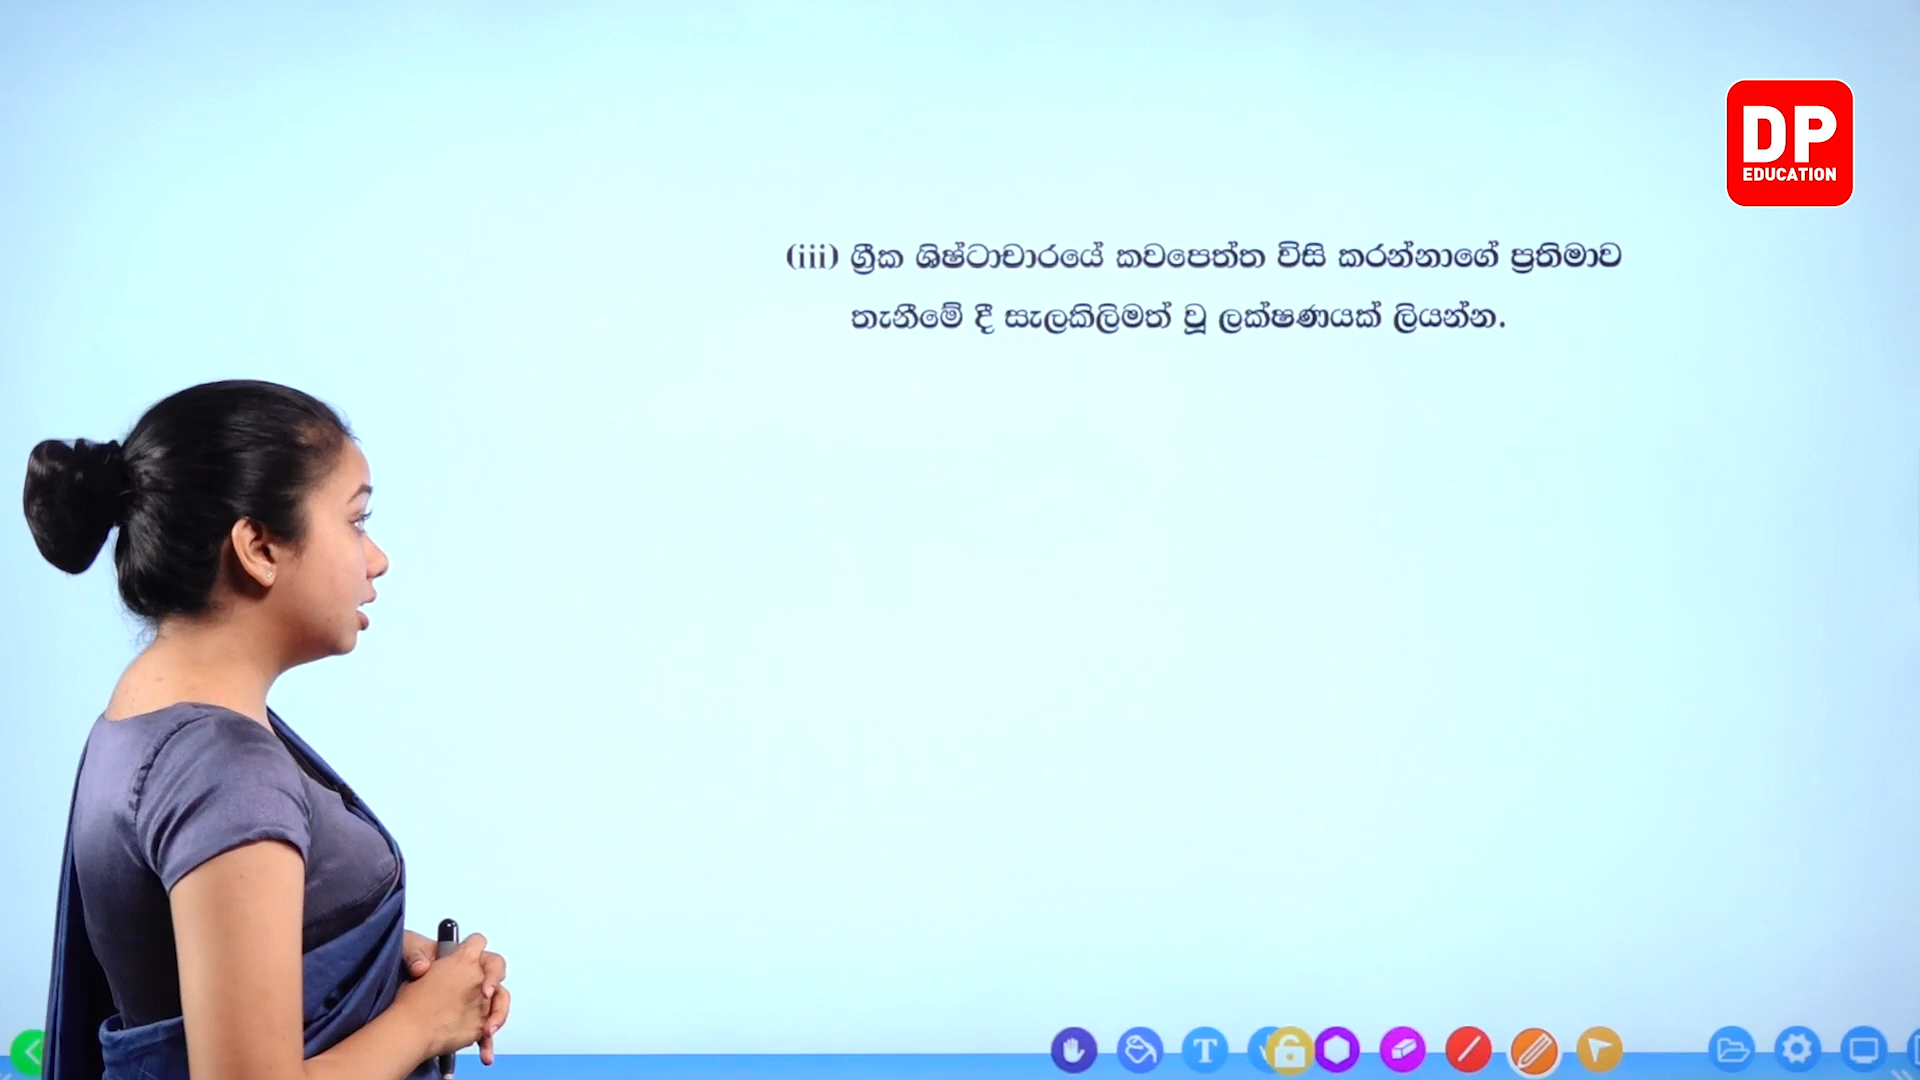 DP
EDUCATION
(iii) ග්‍රීක ශිෂ්ටාචාරයේ කවපෙත්ත විසි කරන්නාගේ ප්‍රතිමාව
තැනීමේ දී සැලකිලිමත් වූ ලක්ෂණයක් ලියන්න.
T